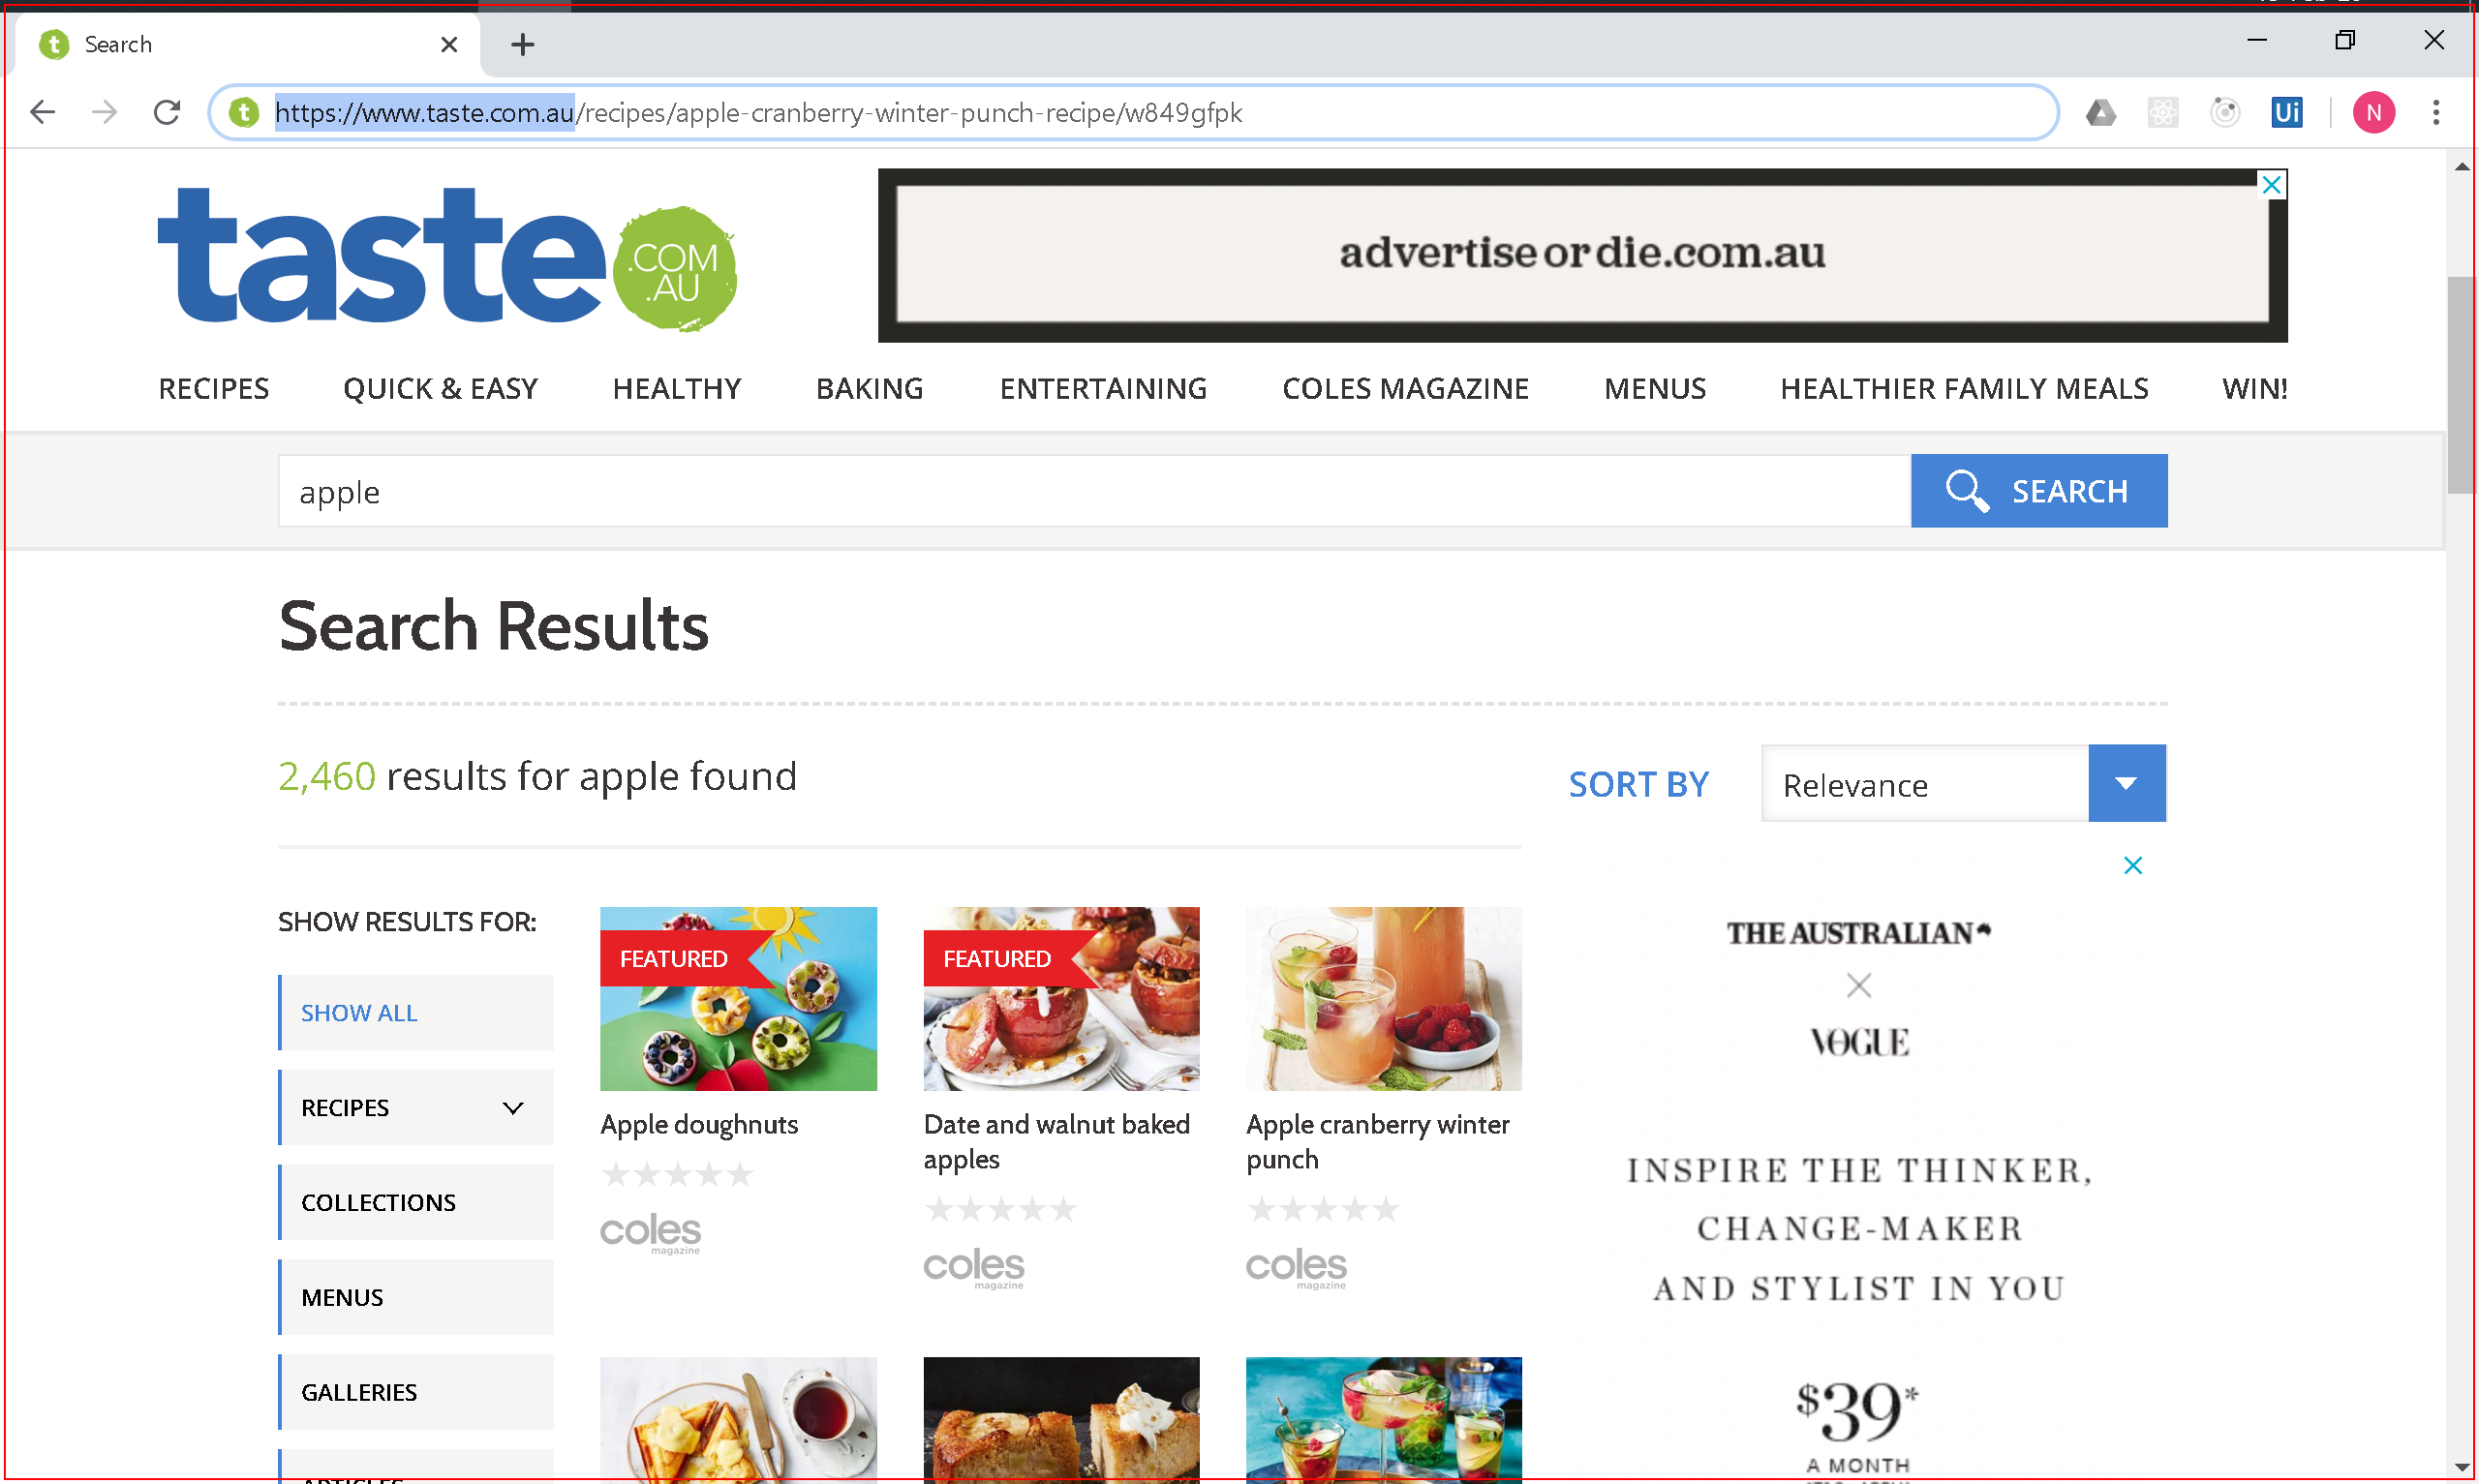 Search
https://www.taste.com.au/recipes/apple-cranberry-winter-punch-recipe/w849gfpk
Ui
N
taste .COM .AU
advertiseordie.com.au
RECIPES QUICK & EASY HEALTHY BAKING ENTERTAINING COLES MAGAZINE MENUS HEALTHIER FAMILY MEALS WIN!
apple
SEARCH
Search Results
2,460 results for apple found
SORT BY Relevance
SHOW RESULTS FOR:
SHOW ALL
RECIPES
COLLECTIONS
MENUS
GALLERIES
ARTICLES
FEATURED
Apple doughnuts
coles
magazine
FEATURED
Date and walnut baked
apples
coles
magazine
Apple cranberry winter
punch
coles
magazine
THE AUSTRALIAN
VOGUE
INSPIRE THE THINKER,
CHANGE-MAKER
AND STYLIST IN YOU
$39*
A MONTH